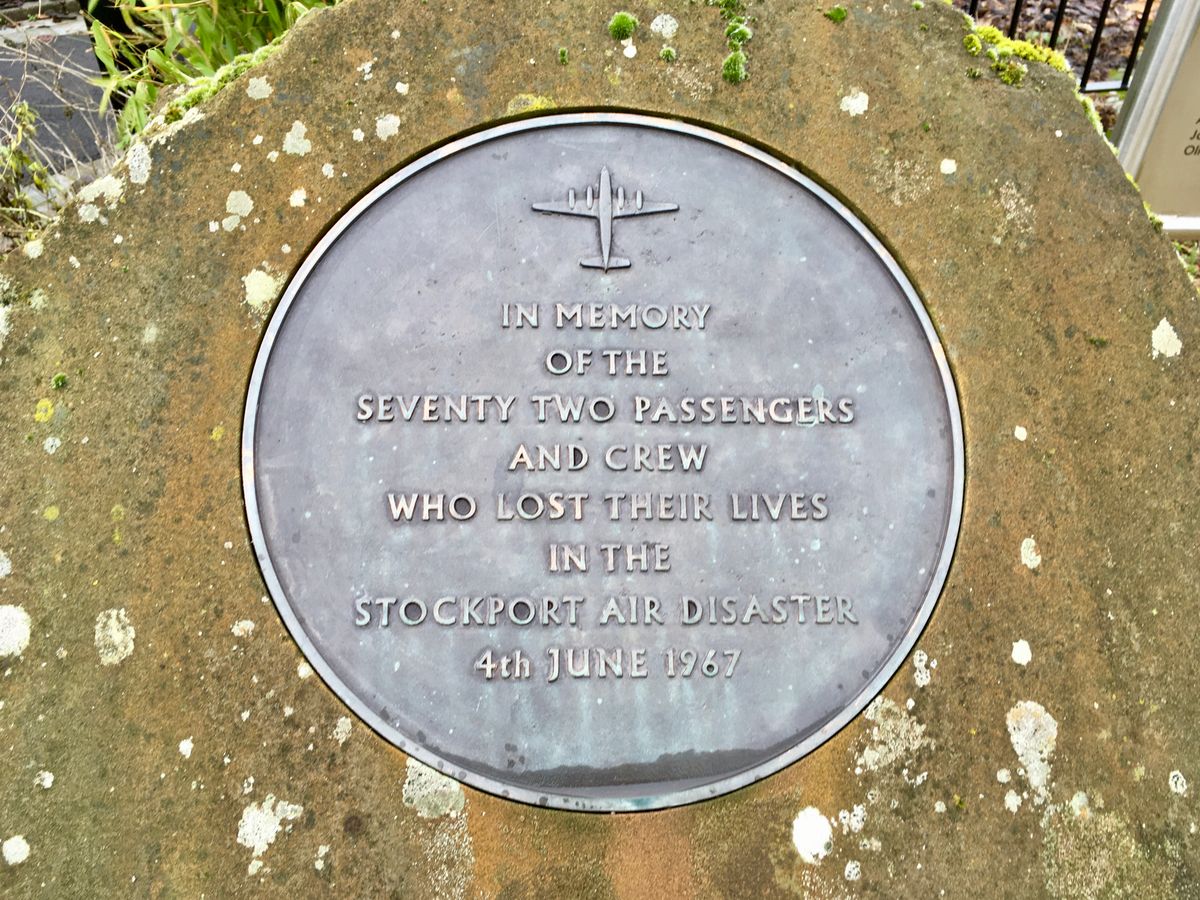 IN MEMORY
OF THE
SEVENTY TWO PASSENGERS
AND CREW
WHO LOST THEIR LIVES
IN THE
STOCKPORT AIR DISASTER
4th JUNE 1967